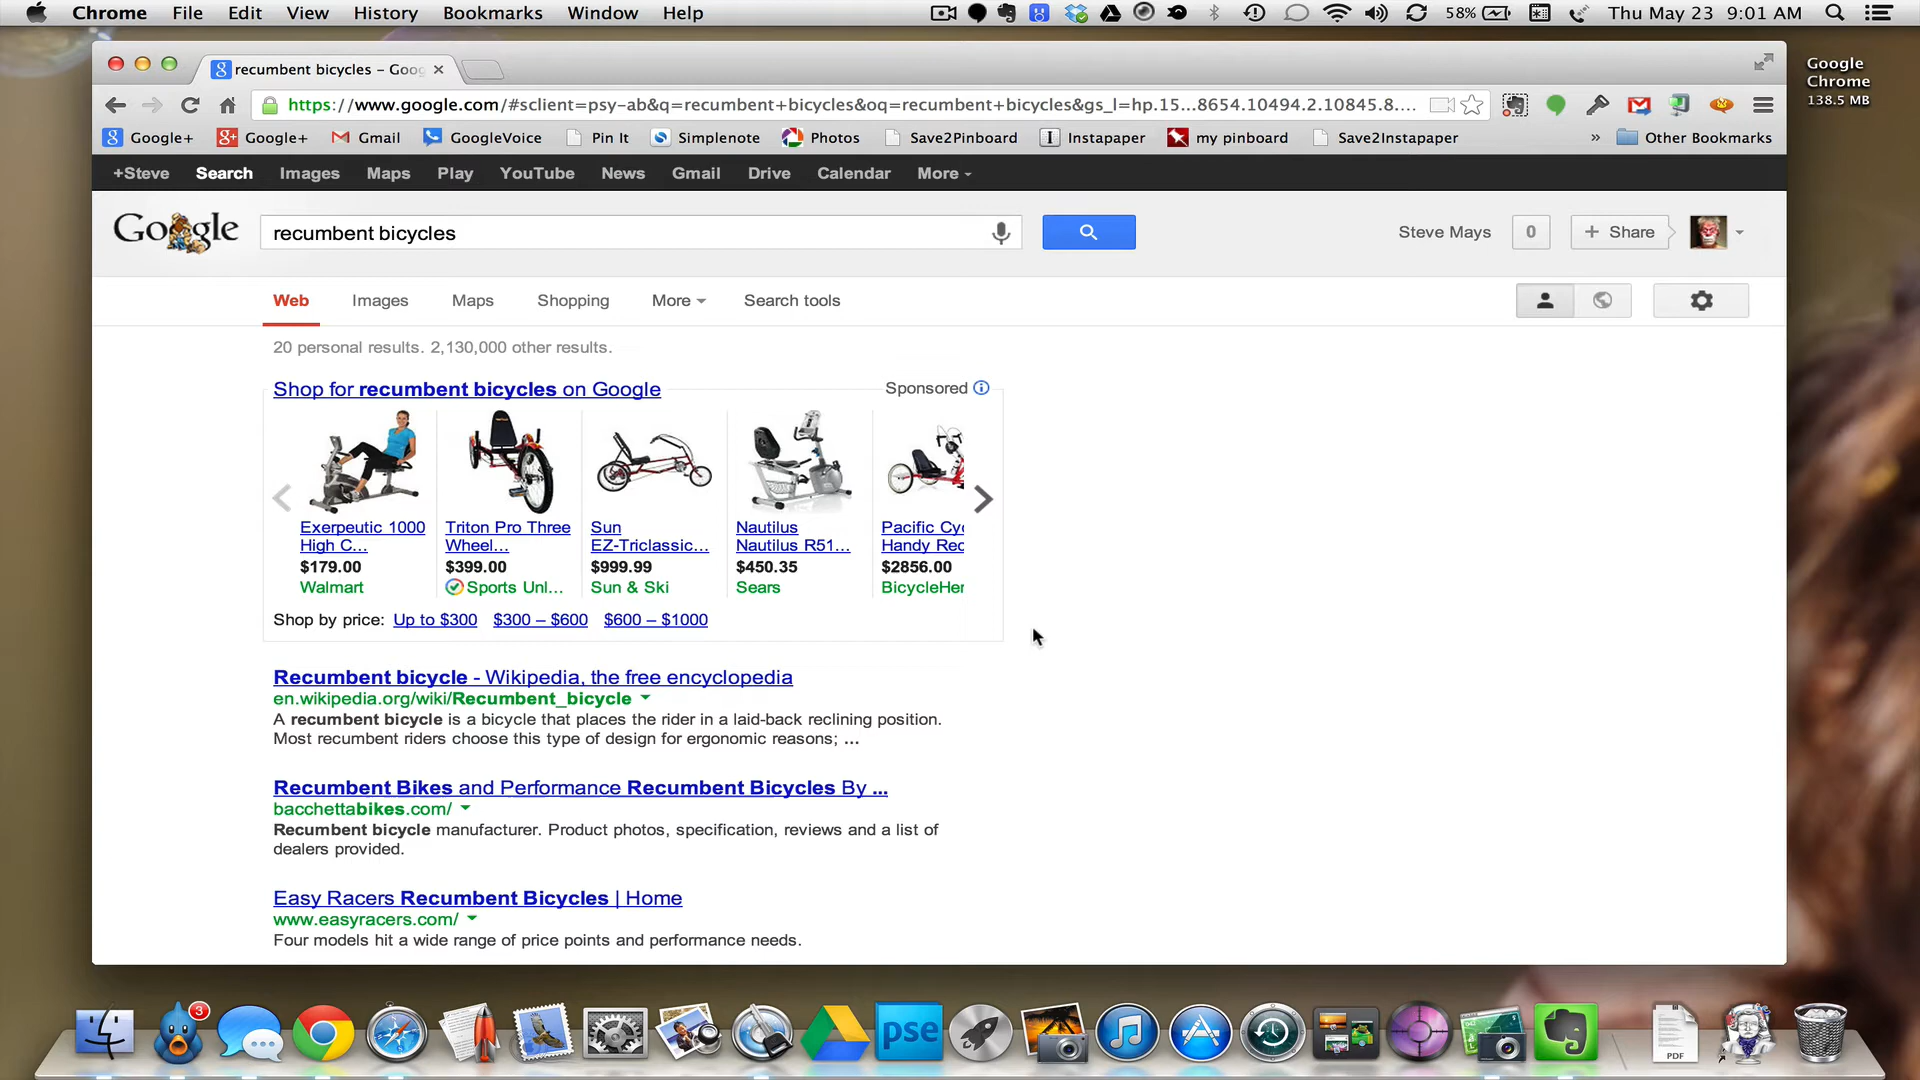 Chrome File Edit View History Bookmarks Window Help 58% Thu May 23 9:01 AM
Google
Chrome
138.5 MB
recumbent bicycles – Goog
https://www.google.com/#sclient=psy-ab&q=recumbent+bicycles&oq=recumbent+bicycles&gs_l=hp.15...8654.10494.2.10845.8....
Google+ Google+ Gmail GoogleVoice Pin It Simplenote Photos Save2Pinboard Instapaper my pinboard Save2Instapaper » Other Bookmarks
+Steve Search Images Maps Play YouTube News Gmail Drive Calendar More
Google recumbent bicycles Steve Mays 0 + Share
Web Images Maps Shopping More Search tools
20 personal results. 2,130,000 other results.
Shop for recumbent bicycles on Google Sponsored
Exerpeutic 1000
High C...
$179.00
Walmart
Triton Pro Three
Wheel...
$399.00
Sports Unl...
Sun
EZ-Triclassic...
$999.99
Sun & Ski
Nautilus
Nautilus R51...
$450.35
Sears
Pacific Cyc
Handy Rec
$2856.00
BicycleHer
Shop by price: Up to $300 $300 – $600 $600 – $1000
Recumbent bicycle - Wikipedia, the free encyclopedia
en.wikipedia.org/wiki/Recumbent_bicycle
A recumbent bicycle is a bicycle that places the rider in a laid-back reclining position.
Most recumbent riders choose this type of design for ergonomic reasons; ...
Recumbent Bikes and Performance Recumbent Bicycles By ...
bacchettabikes.com/
Recumbent bicycle manufacturer. Product photos, specification, reviews and a list of
dealers provided.
Easy Racers Recumbent Bicycles | Home
www.easyracers.com/
Four models hit a wide range of price points and performance needs.
3
pse
PDF